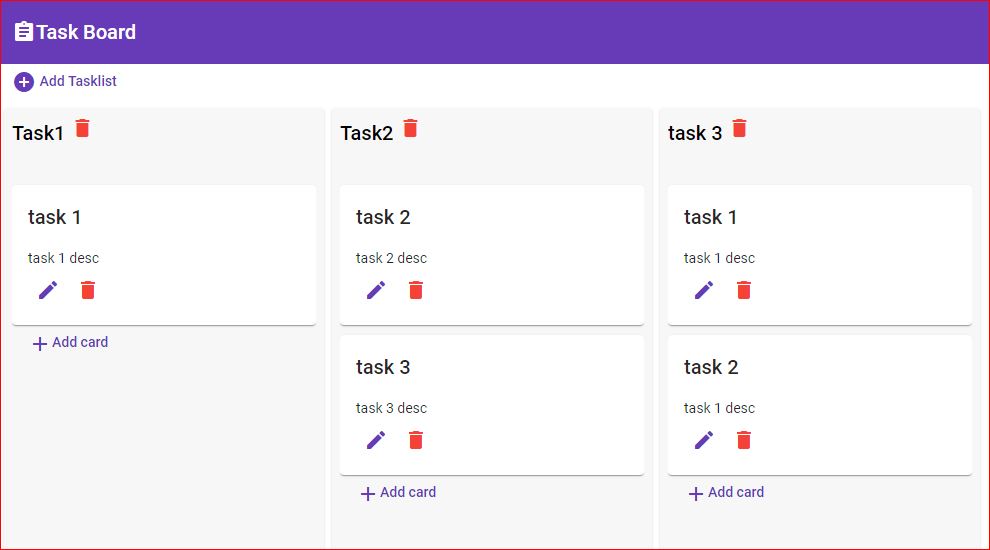 Task Board
Add Tasklist
Task1
task 1
task 1 desc
Add card
Task2
task 2
task 2 desc
task 3
task 3 desc
Add card
task 3
task 1
task 1 desc
task 2
task 1 desc
Add card